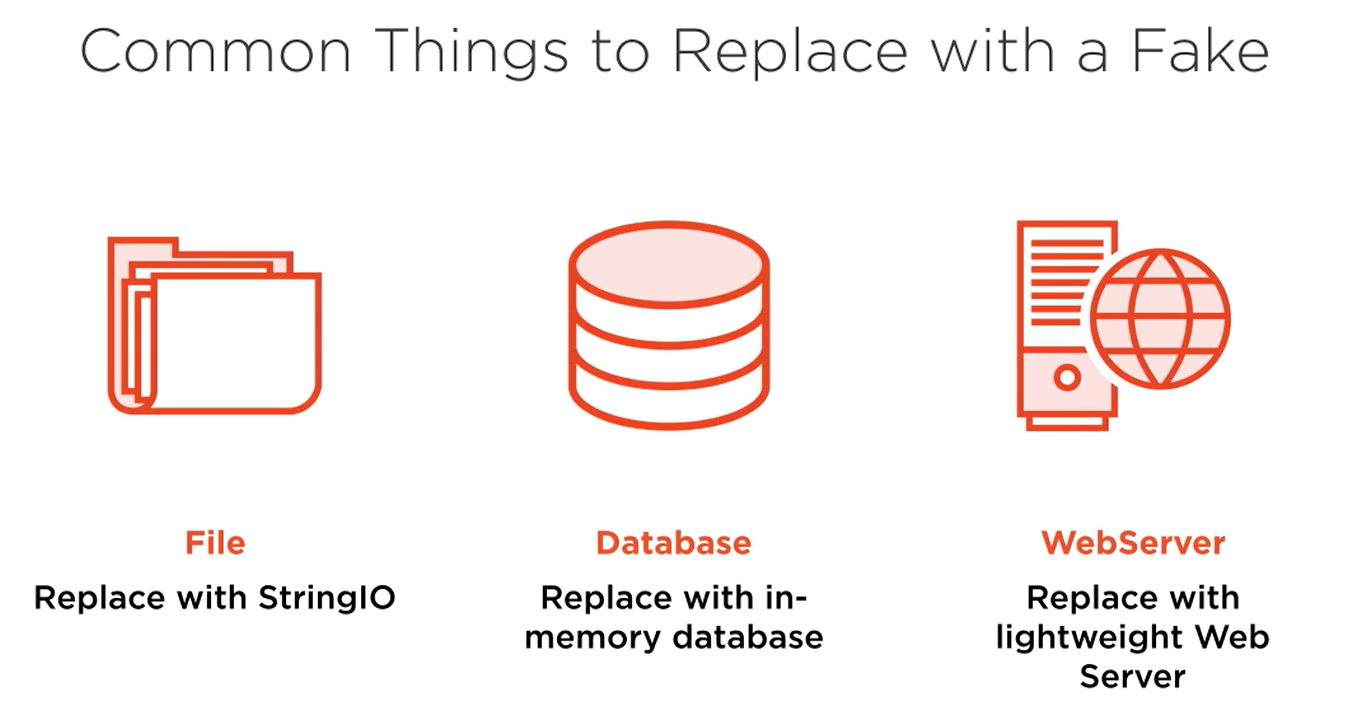 Common Things to Replace with a Fake
File
Replace with StringIO
Database
Replace with in-
memory database
WebServer
Replace with
lightweight Web
Server